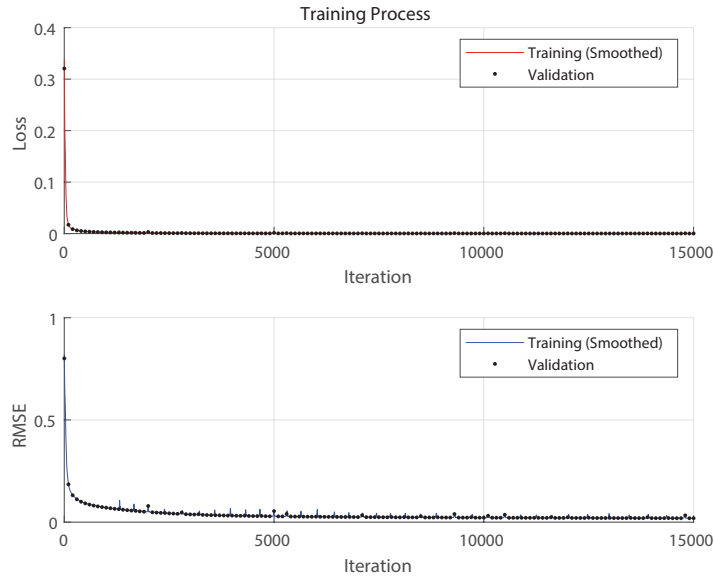 Training Process
0.4
0.3
0.2
0.1
0
Loss
Training (Smoothed)
Validation
0
5000
10000
15000
Iteration
1
0.5
0
RMSE
Training (Smoothed)
Validation
0
5000
10000
15000
Iteration